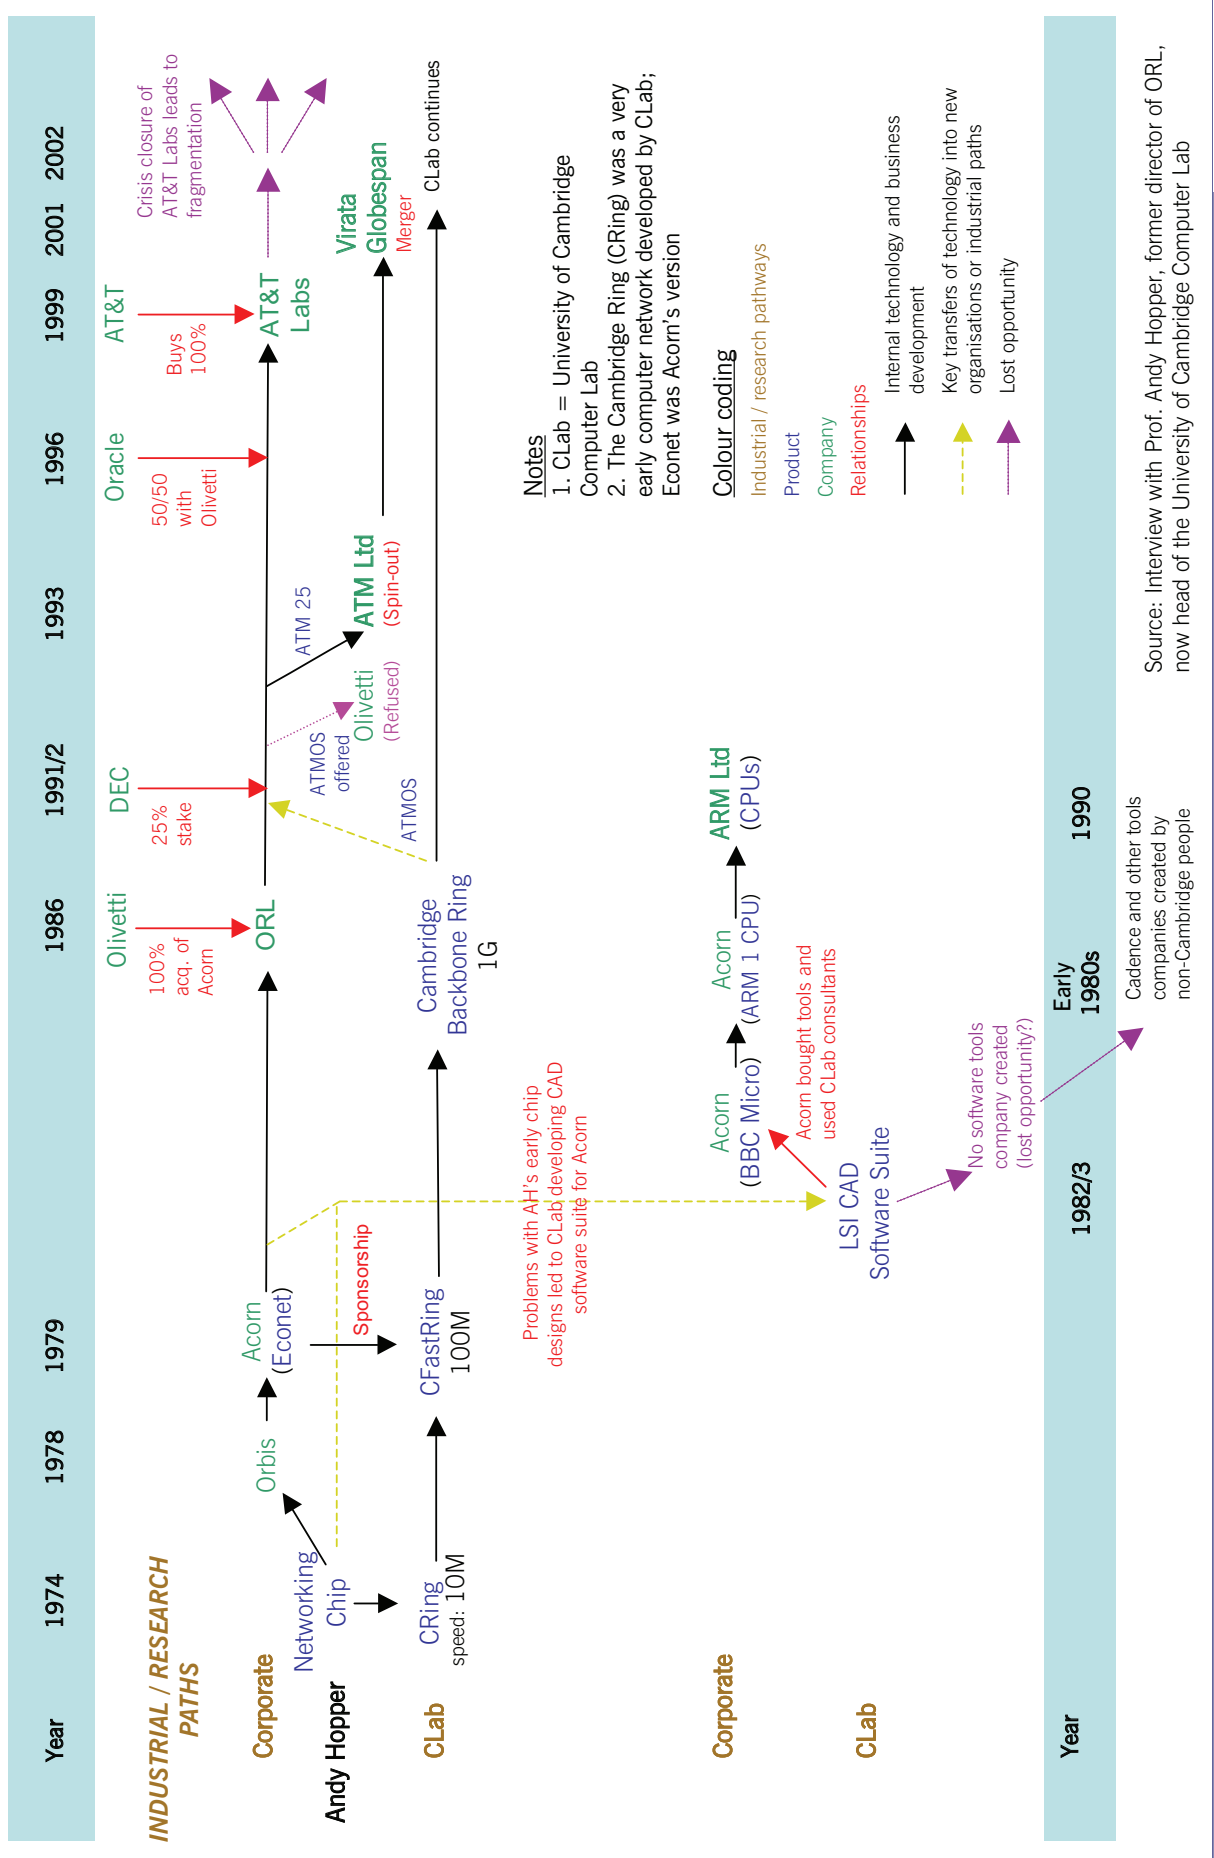 Year
1974
1978
1979
1986
1991/2
1993
1996
1999
2001
2002
INDUSTRIAL / RESEARCH
PATHS
Olivetti
100%
acq. of
Acorn
DEC
25%
stake
Oracle
50/50
with
Olivetti
AT&T
Buys
100%
Crisis closure of
AT&T Labs leads to
fragmentation
Corporate
Orbis
Acorn
(Econet)
ORL
AT&T
Labs
Andy Hopper
Networking
Chip
Sponsorship
ATMOS
offered
Olivetti
(Refused)
ATM 25
ATM Ltd
(Spin-out)
Virata
Globespan
Merger
CLab
CRing
speed: 10M
CFastRing
100M
Cambridge
Backbone Ring
1G
ATMOS
CLab continues
Problems with AH's early chip
designs led to CLab developing CAD
software suite for Acorn
Notes
1. CLab = University of Cambridge
Computer Lab
2. The Cambridge Ring (CRing) was a very
early computer network developed by CLab;
Econet was Acorn's version
Corporate
Acorn
(BBC Micro)
Acorn
(ARM 1 CPU)
ARM Ltd
(CPUs)
Acorn bought tools and
used CLab consultants
CLab
LSI CAD
Software Suite
No software tools
company created
(lost opportunity?)
Colour coding
Industrial / research pathways
Product
Company
Relationships
Internal technology and business
development
Key transfers of technology into new
organisations or industrial paths
Lost opportunity
Year
1982/3
Early
1980s
1990
Cadence and other tools
companies created by
non-Cambridge people
Source: Interview with Prof. Andy Hopper, former director of ORL,
now head of the University of Cambridge Computer Lab